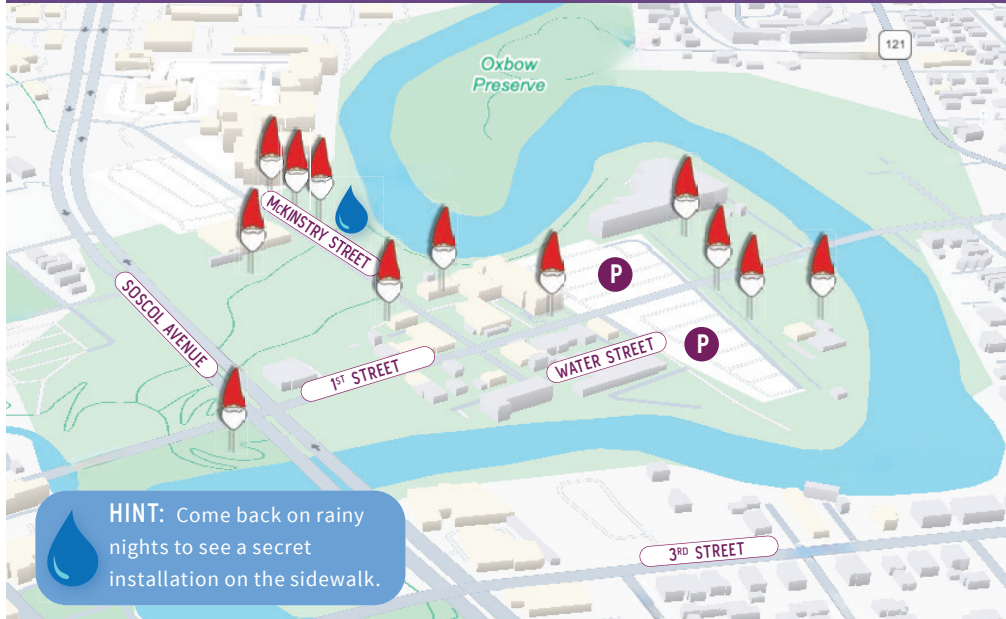 Oxbow
Preserve
121
McKINSTRY STREET
SOSCOL AVENUE
P
P
1ST STREET
WATER STREET
3RD STREET
HINT: Come back on rainy
nights to see a secret
installation on the sidewalk.